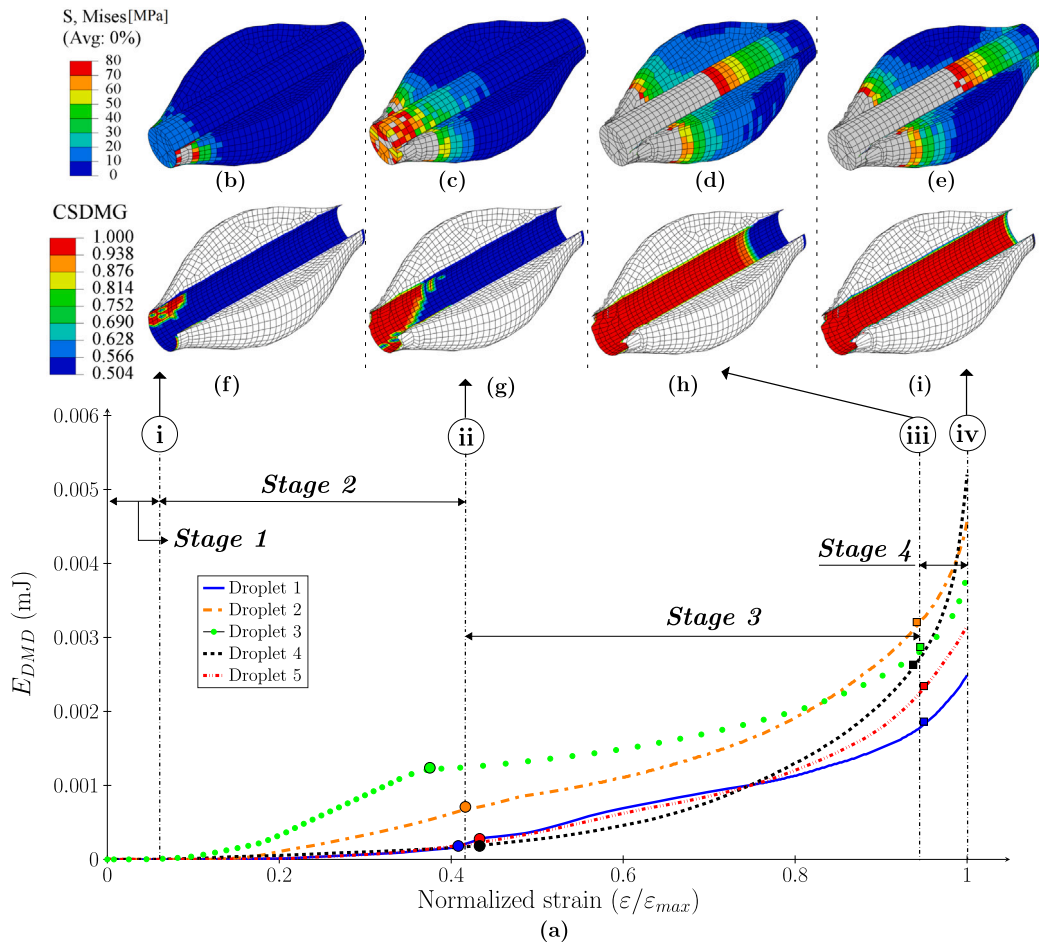 S, Mises[MPa]
(Avg: 0%)
80
70
60
50
40
30
20
10
0
(b)
(c)
(d)
(e)
CSDMG
1.000
0.938
0.876
0.814
0.752
0.690
0.628
0.566
0.504
(f)
(g)
(h)
(i)
i
ii
iii
iv
0.006
0.005
0.004
0.003
0.002
0.001
0
E_{DMD} (mJ)
Stage 1
Stage 2
Stage 3
Stage 4
Droplet 1
Droplet 2
Droplet 3
Droplet 4
Droplet 5
0
0.2
0.4
0.6
0.8
1
Normalized strain (ε/ε_{max})
(a)